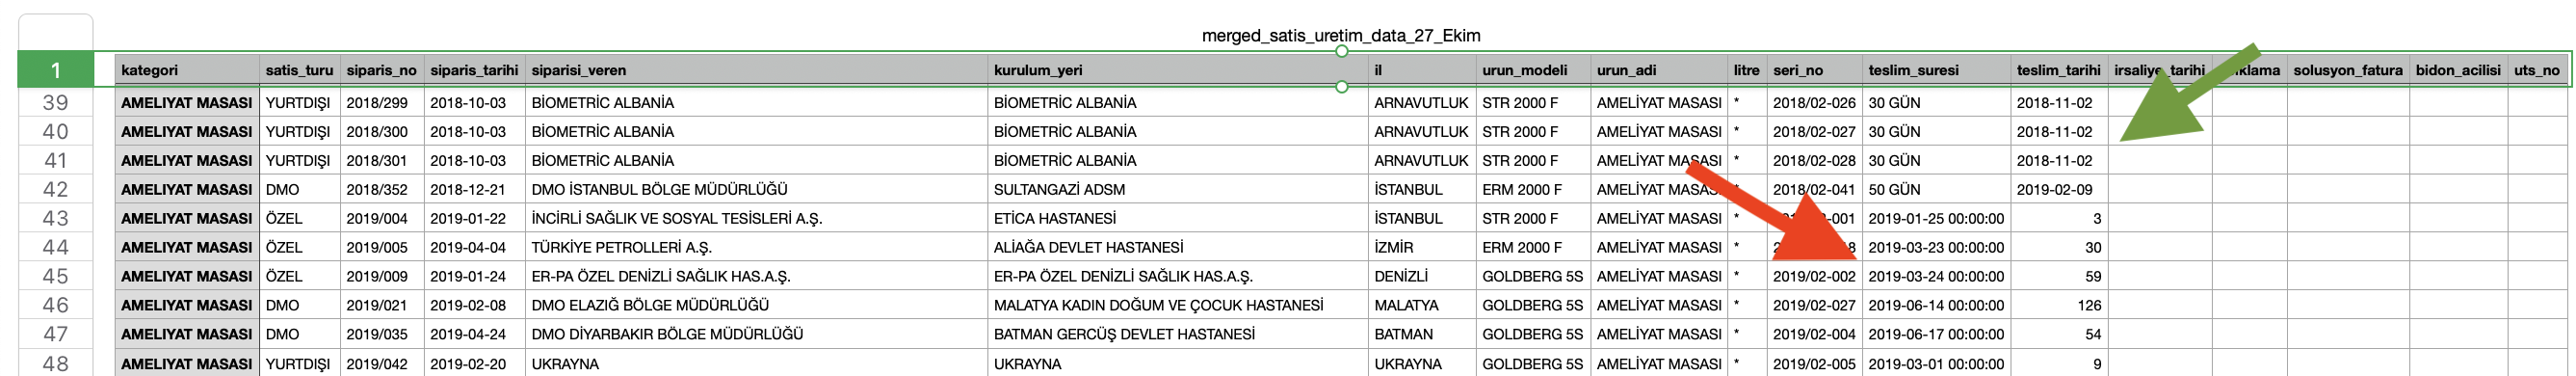 merged_satis_uretim_data_27_Ekim
1 kategori satis_turu siparis_no siparis_tarihi siparisi_veren kurulum_yeri il urun_modeli urun_adi litre seri_no teslim_suresi teslim_tarihi irsaliye_tarihi solusyon_fatura bidon_acilisi uts_no
39 AMELIYAT MASASI YURTDIŞI 2018/299 2018-10-03 BİOMETRİC ALBANİA BİOMETRİC ALBANİA ARNAVUTLUK STR 2000 F AMELİYAT MASASI * 2018/02-026 30 GÜN 2018-11-02
40 AMELIYAT MASASI YURTDIŞI 2018/300 2018-10-03 BİOMETRİC ALBANİA BİOMETRİC ALBANİA ARNAVUTLUK STR 2000 F AMELİYAT MASASI * 2018/02-027 30 GÜN 2018-11-02
41 AMELIYAT MASASI YURTDIŞI 2018/301 2018-10-03 BİOMETRİC ALBANİA BİOMETRİC ALBANİA ARNAVUTLUK STR 2000 F AMELİYAT MASASI * 2018/02-028 30 GÜN 2018-11-02
42 AMELIYAT MASASI DMO 2018/352 2018-12-21 DMO İSTANBUL BÖLGE MÜDÜRLÜĞÜ SULTANGAZİ ADSM İSTANBUL ERM 2000 F AMELİYAT 2018/02-041 50 GÜN 2019-02-09
43 AMELIYAT MASASI ÖZEL 2019/004 2019-01-22 İNCİRLİ SAĞLIK VE SOSYAL TESİSLERİ A.Ş. ETİCA HASTANESİ İSTANBUL STR 2000 F AMELİYAT MASASI * 2019-01-25 00:00:00 3
44 AMELIYAT MASASI ÖZEL 2019/005 2019-04-04 TÜRKİYE PETROLLERİ A.Ş. ALİAĞA DEVLET HASTANESİ İZMİR ERM 2000 F AMELİYAT MASASI * 2019-03-23 00:00:00 30
45 AMELIYAT MASASI ÖZEL 2019/009 2019-01-24 ER-PA ÖZEL DENİZLİ SAĞLIK HAS.A.Ş. ER-PA ÖZEL DENİZLİ SAĞLIK HAS.A.Ş. DENİZLİ GOLDBERG 5S AMELİYAT MASASI * 2019/02-002 2019-03-24 00:00:00 59
46 AMELIYAT MASASI DMO 2019/021 2019-02-08 DMO ELAZIĞ BÖLGE MÜDÜRLÜĞÜ MALATYA KADIN DOĞUM VE ÇOCUK HASTANESİ MALATYA GOLDBERG 5S AMELİYAT MASASI * 2019/02-027 2019-06-14 00:00:00 126
47 AMELIYAT MASASI DMO 2019/035 2019-04-24 DMO DİYARBAKIR BÖLGE MÜDÜRLÜĞÜ BATMAN GERCÜŞ DEVLET HASTANESİ BATMAN GOLDBERG 5S AMELİYAT MASASI * 2019/02-004 2019-06-17 00:00:00 54
48 AMELIYAT MASASI YURTDIŞI 2019/042 2019-02-20 UKRAYNA UKRAYNA UKRAYNA GOLDBERG 5S AMELİYAT MASASI * 2019/02-005 2019-03-01 00:00:00 9